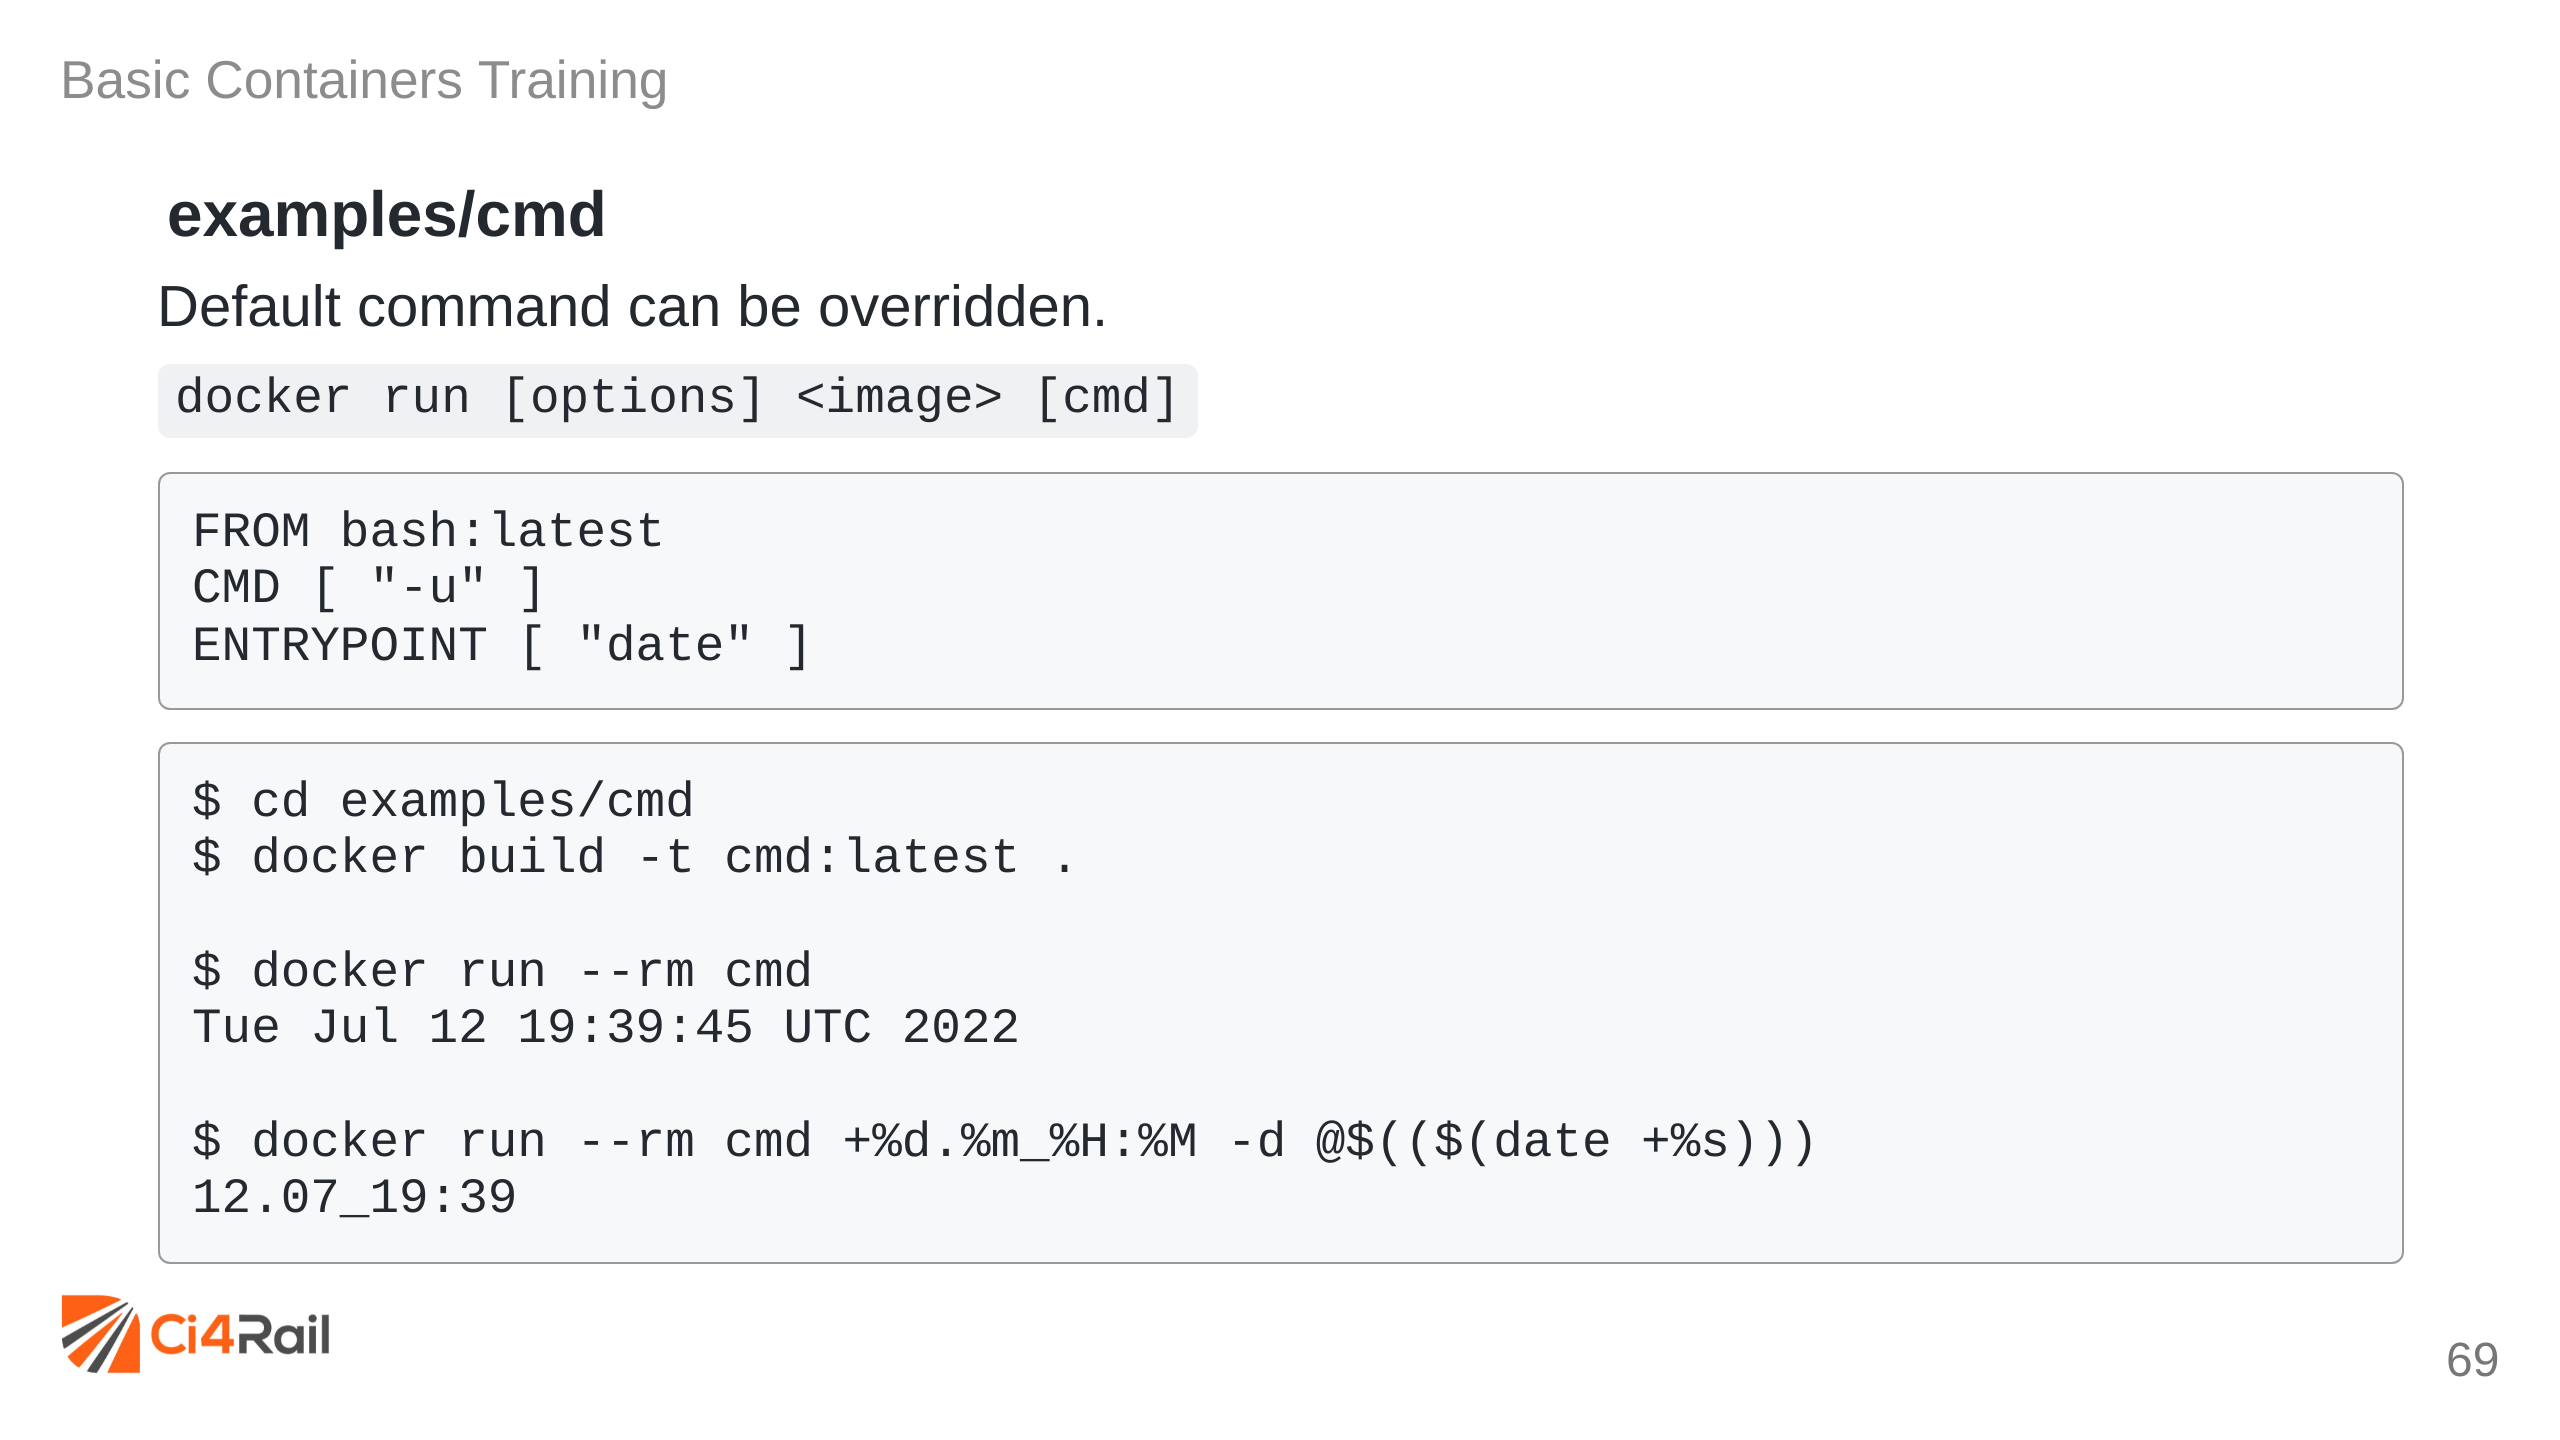 Basic Containers Training
examples/cmd
Default command can be overridden.
docker run [options] <image> [cmd]
FROM bash:latest
CMD [ "-u" ]
ENTRYPOINT [ "date" ]
$ cd examples/cmd
$ docker build -t cmd:latest .
$ docker run --rm cmd
Tue Jul 12 19:39:45 UTC 2022
$ docker run --rm cmd +%d.%m_%H:%M -d @$(($(date +%s)))
12.07_19:39
Ci4Rail
69